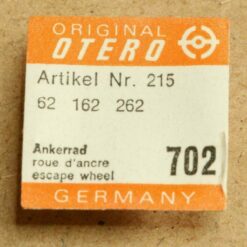 ORIGINAL
OTERO
Artikel Nr. 215
62 162 262
Ankerrad
roue d'ancre
escape wheel
702
GERMANY